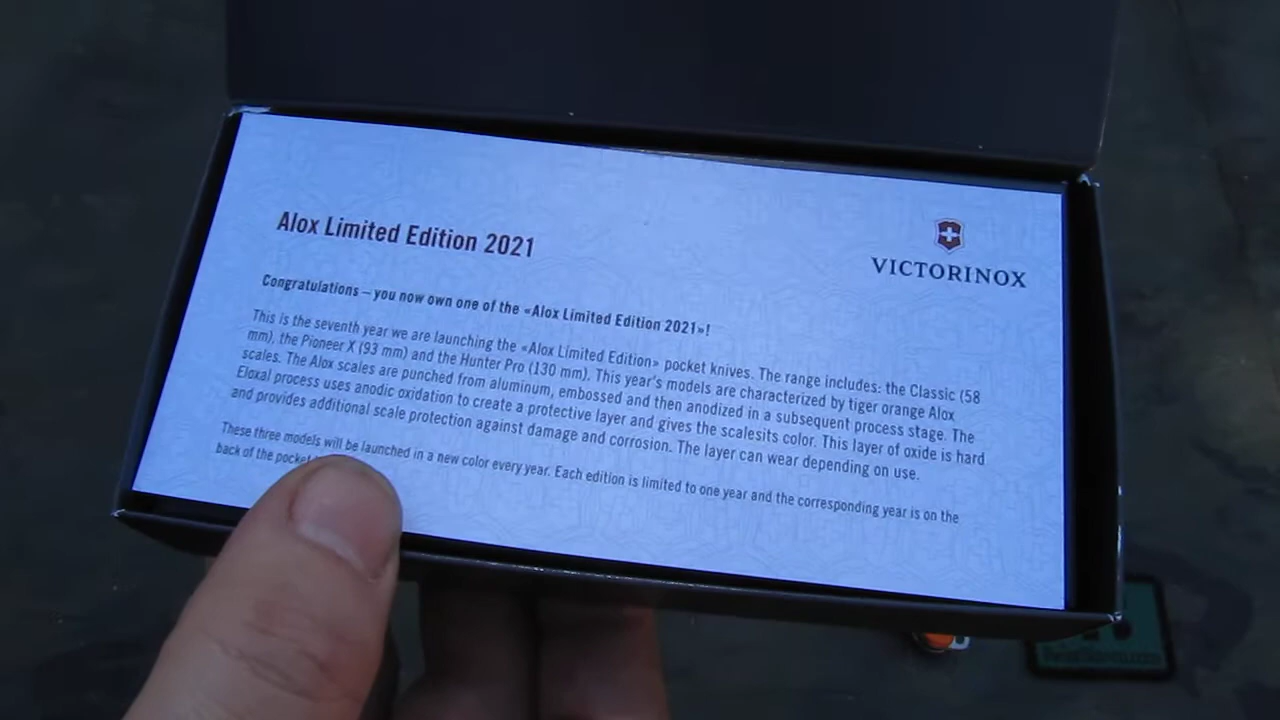 Alox Limited Edition 2021
VICTORINOX
Congratulations – you now own one of the «Alox Limited Edition 2021»!
This is the seventh year we are launching the «Alox Limited Edition» pocket knives. The range includes: the Classic (58
mm), the Pioneer X (93 mm) and the Hunter Pro (130 mm). This year's models are characterized by tiger orange Alox
scales. The Alox scales are punched from aluminum, embossed and then anodized in a subsequent process stage. The
Eloxal process uses anodic oxidation to create a protective layer and gives the scalesits color. This layer of oxide is hard
and provides additional scale protection against damage and corrosion. The layer can wear depending on use.
These three models will be launched in a new color every year. Each edition is limited to one year and the corresponding year is on the
back of the pocket